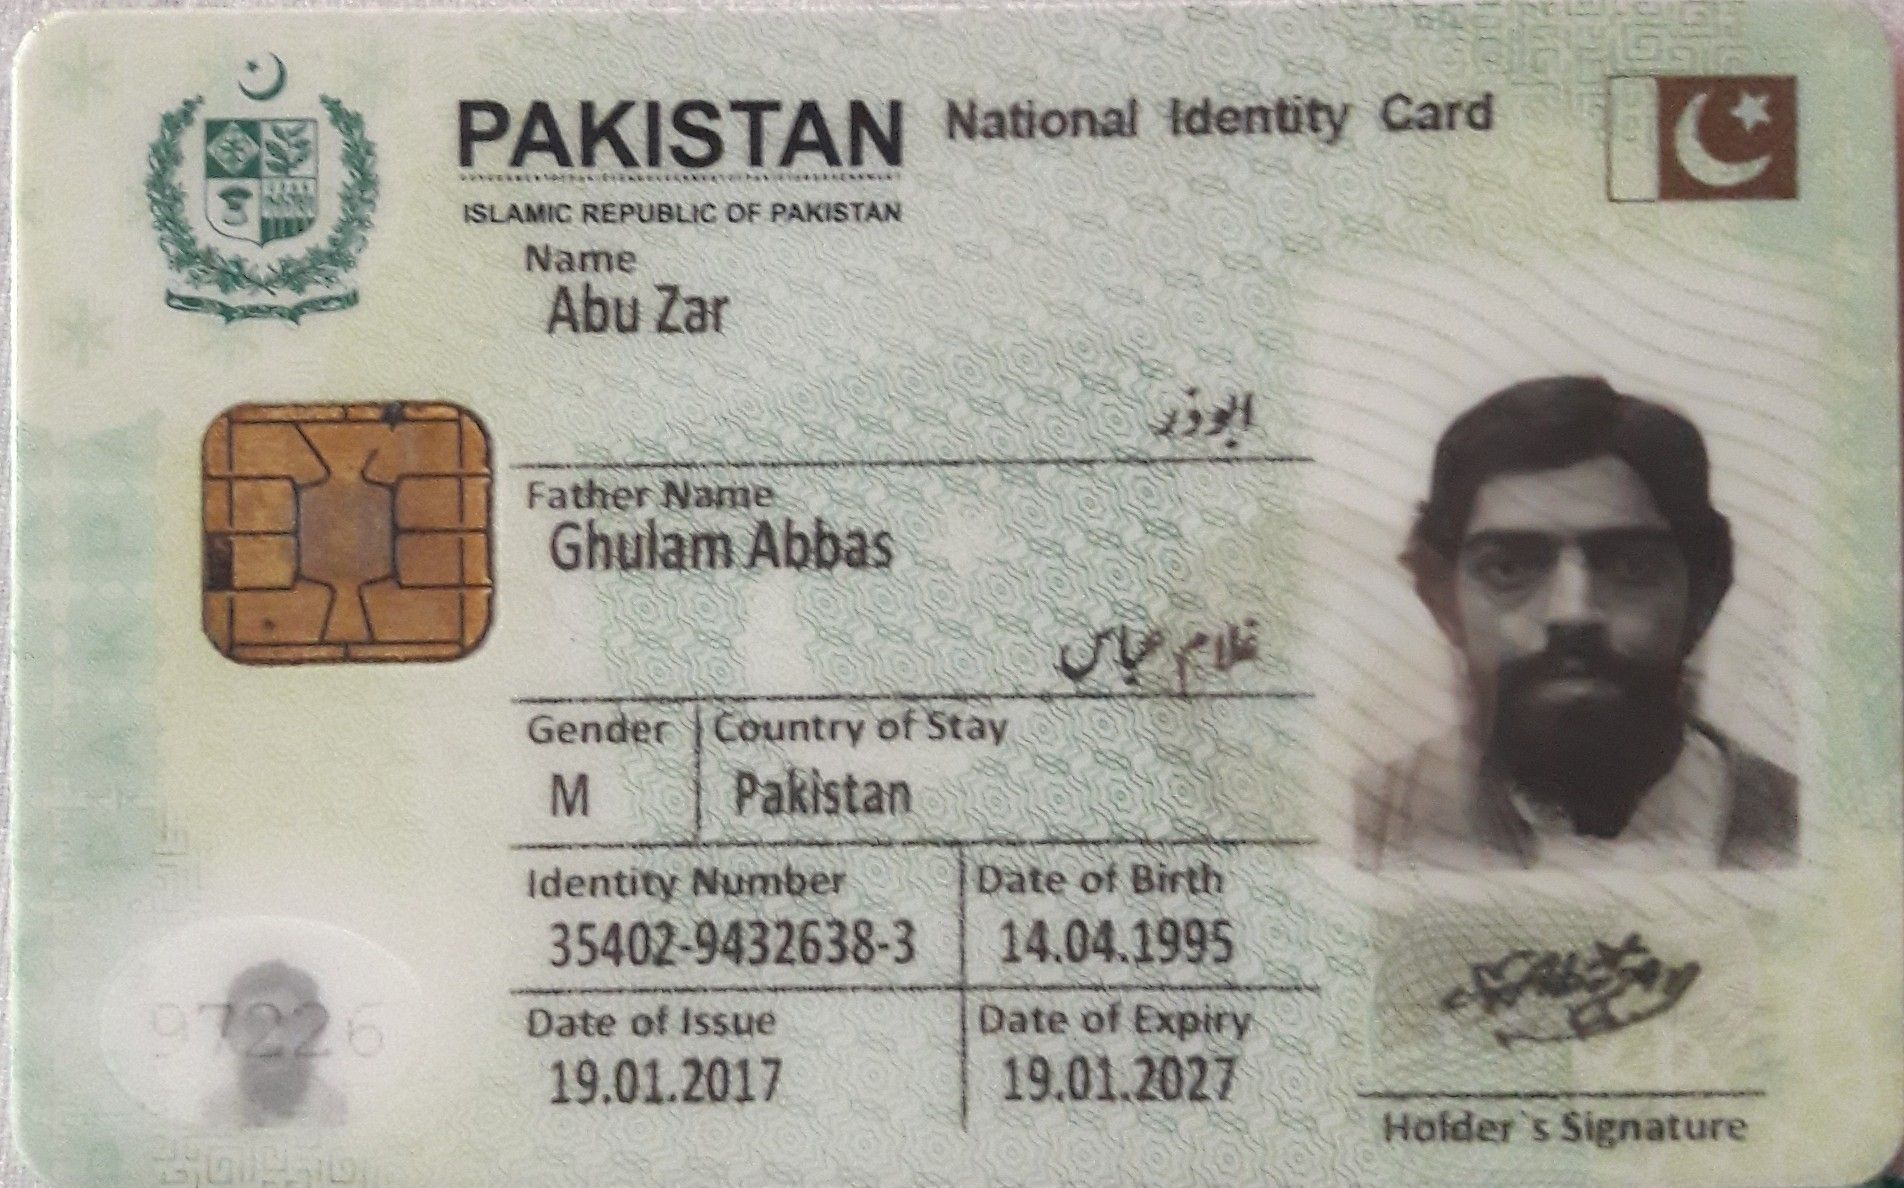 PAKISTAN National Identity Card
ISLAMIC REPUBLIC OF PAKISTAN
Name
Abu Zar
ابوذر
Father Name
Ghulam Abbas
غلام عباس
Gender Country of Stay
M Pakistan
Identity Number Date of Birth
35402-9432638-3 14.04.1995
Date of Issue Date of Expiry
19.01.2017 19.01.2027
97226
Holder`s Signature